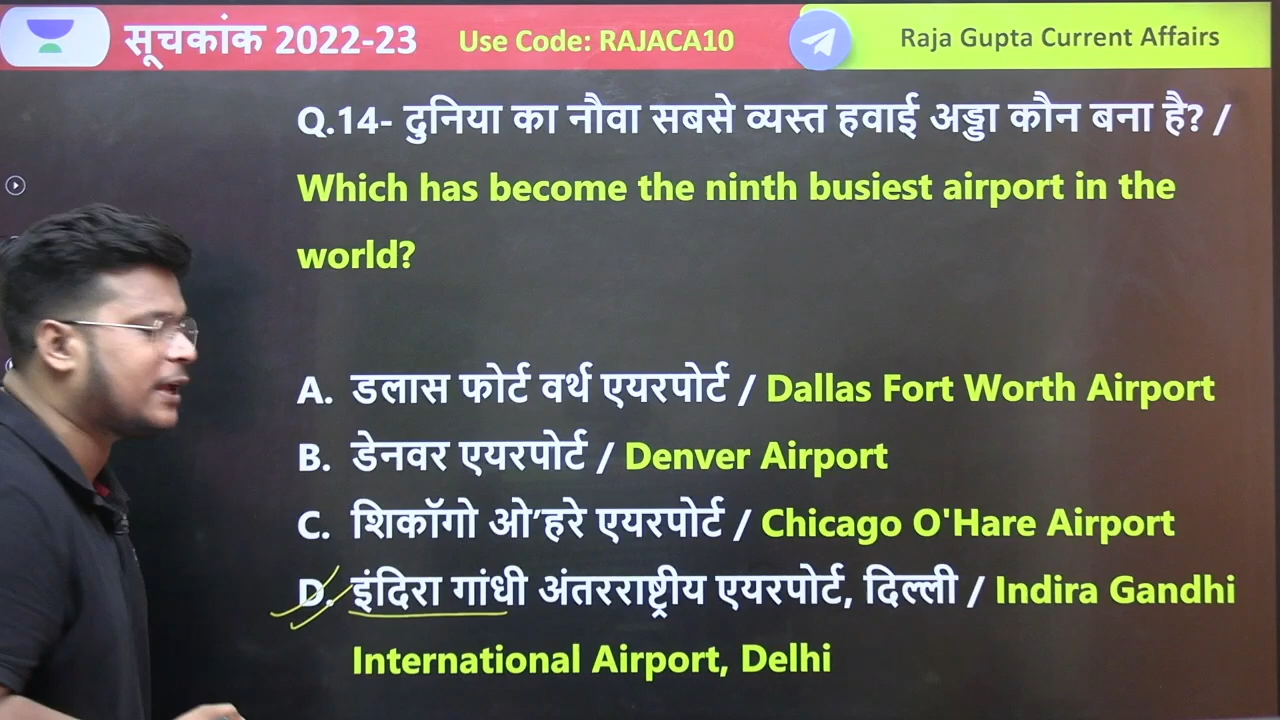 सूचकांक 2022-23
Use Code: RAJACA10
Raja Gupta Current Affairs
Q.14- दुनिया का नौवा सबसे व्यस्त हवाई अड्डा कौन बना है? /
Which has become the ninth busiest airport in the
world?
A. डलास फोर्ट वर्थ एयरपोर्ट / Dallas Fort Worth Airport
B. डेनवर एयरपोर्ट / Denver Airport
C. शिकॉगो ओ’हरे एयरपोर्ट / Chicago O'Hare Airport
D. इंदिरा गांधी अंतरराष्ट्रीय एयरपोर्ट, दिल्ली / Indira Gandhi
International Airport, Delhi